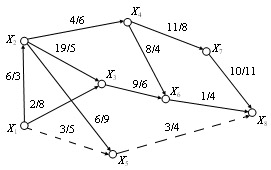 X₄
4/6
11/8
X₂
X₇
19/5
8/4
X₃
10/11
6/3
9/6
X₆
2/8
6/9
1/4
X₁
3/5
3/4
X₈
X₅